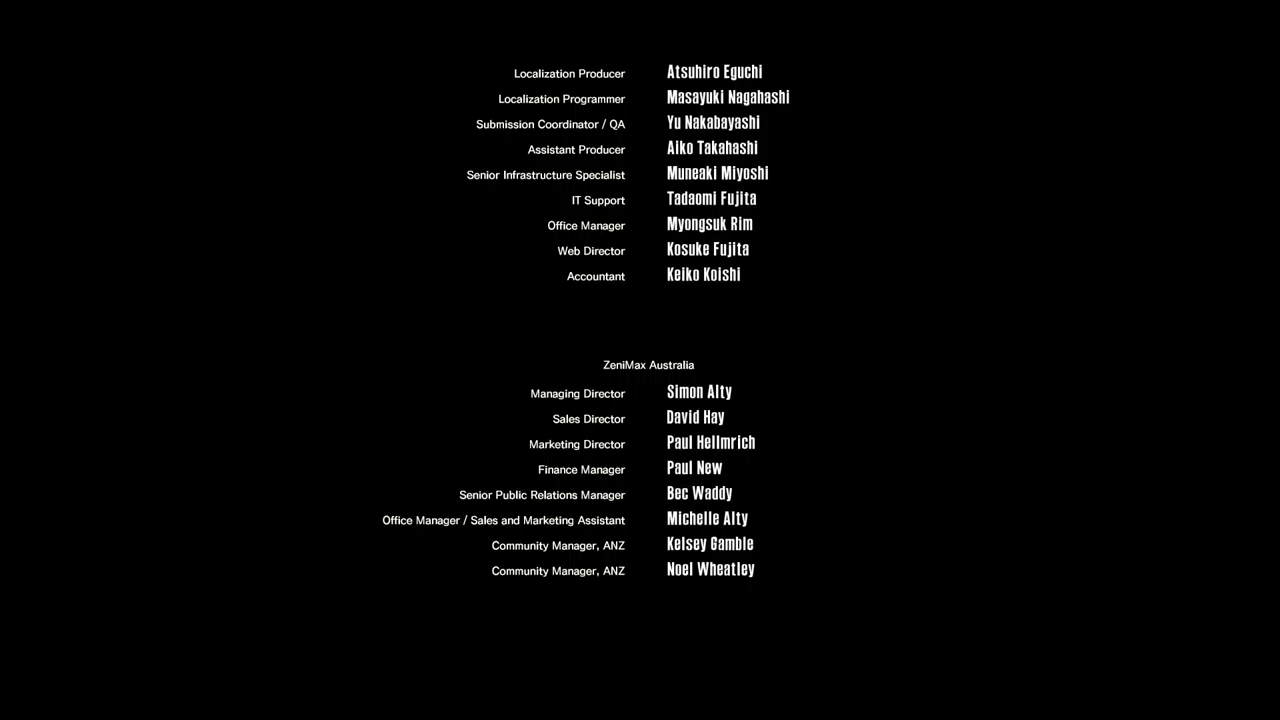 Localization Producer Atsuhiro Eguchi
Localization Programmer Masayuki Nagahashi
Submission Coordinator / QA Yu Nakabayashi
Assistant Producer Aiko Takahashi
Senior Infrastructure Specialist Muneaki Miyoshi
IT Support Tadaomi Fujita
Office Manager Myongsuk Rim
Web Director Kosuke Fujita
Accountant Keiko Koishi
ZeniMax Australia
Managing Director Simon Alty
Sales Director David Hay
Marketing Director Paul Hellmrich
Finance Manager Paul New
Senior Public Relations Manager Bec Waddy
Office Manager / Sales and Marketing Assistant Michelle Alty
Community Manager, ANZ Kelsey Gamble
Community Manager, ANZ Noel Wheatley